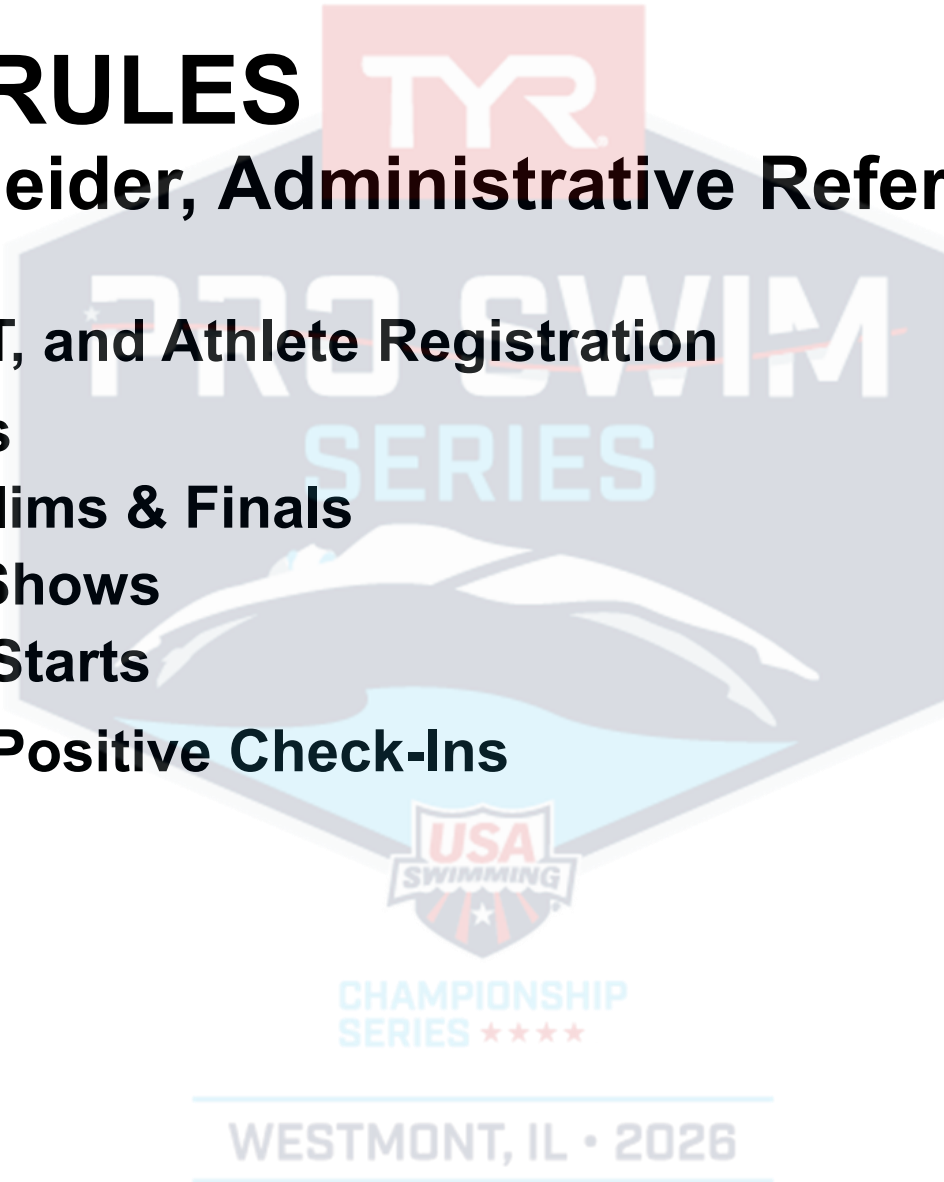 RULES
TYR
eider, Administrative Refer
PRO SWIM
T, and Athlete Registration
s
SERIES
lims & Finals
Shows
Starts
Positive Check-Ins
USA
SWIMMING
CHAMPIONSHIP
SERIES ★★★★
WESTMONT, IL • 2026